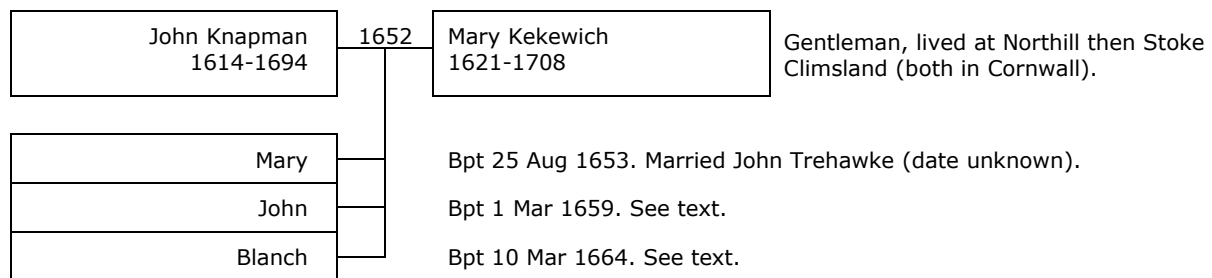 John Knapman
1614-1694
1652
Mary Kekewich
1621-1708
Gentleman, lived at Northill then Stoke
Climsland (both in Cornwall).
Mary
Bpt 25 Aug 1653. Married John Trehawke (date unknown).
John
Bpt 1 Mar 1659. See text.
Blanch
Bpt 10 Mar 1664. See text.